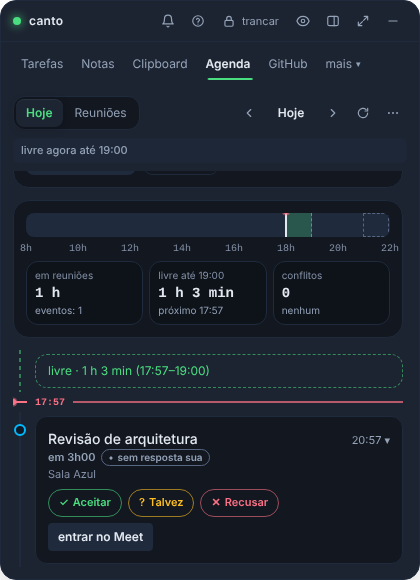 canto
trancar
Tarefas Notas Clipboard Agenda GitHub mais ▾
Hoje Reuniões
Hoje
livre agora até 19:00
8h 10h 12h 14h 16h 18h 20h 22h
em reuniões
1 h
eventos: 1
livre até 19:00
1 h 3 min
próximo 17:57
conflitos
0
nenhum
livre · 1 h 3 min (17:57–19:00)
17:57
Revisão de arquitetura 20:57 ▾
em 3h00 • sem resposta sua
Sala Azul
✓ Aceitar ? Talvez ✕ Recusar
entrar no Meet